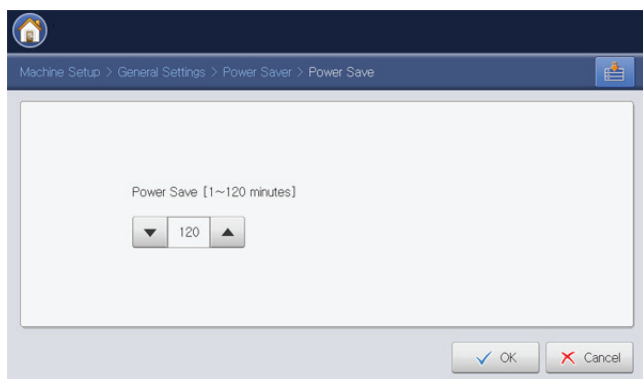 Machine Setup > General Settings > Power Saver > Power Save
Power Save [1~120 minutes]
120
OK
Cancel